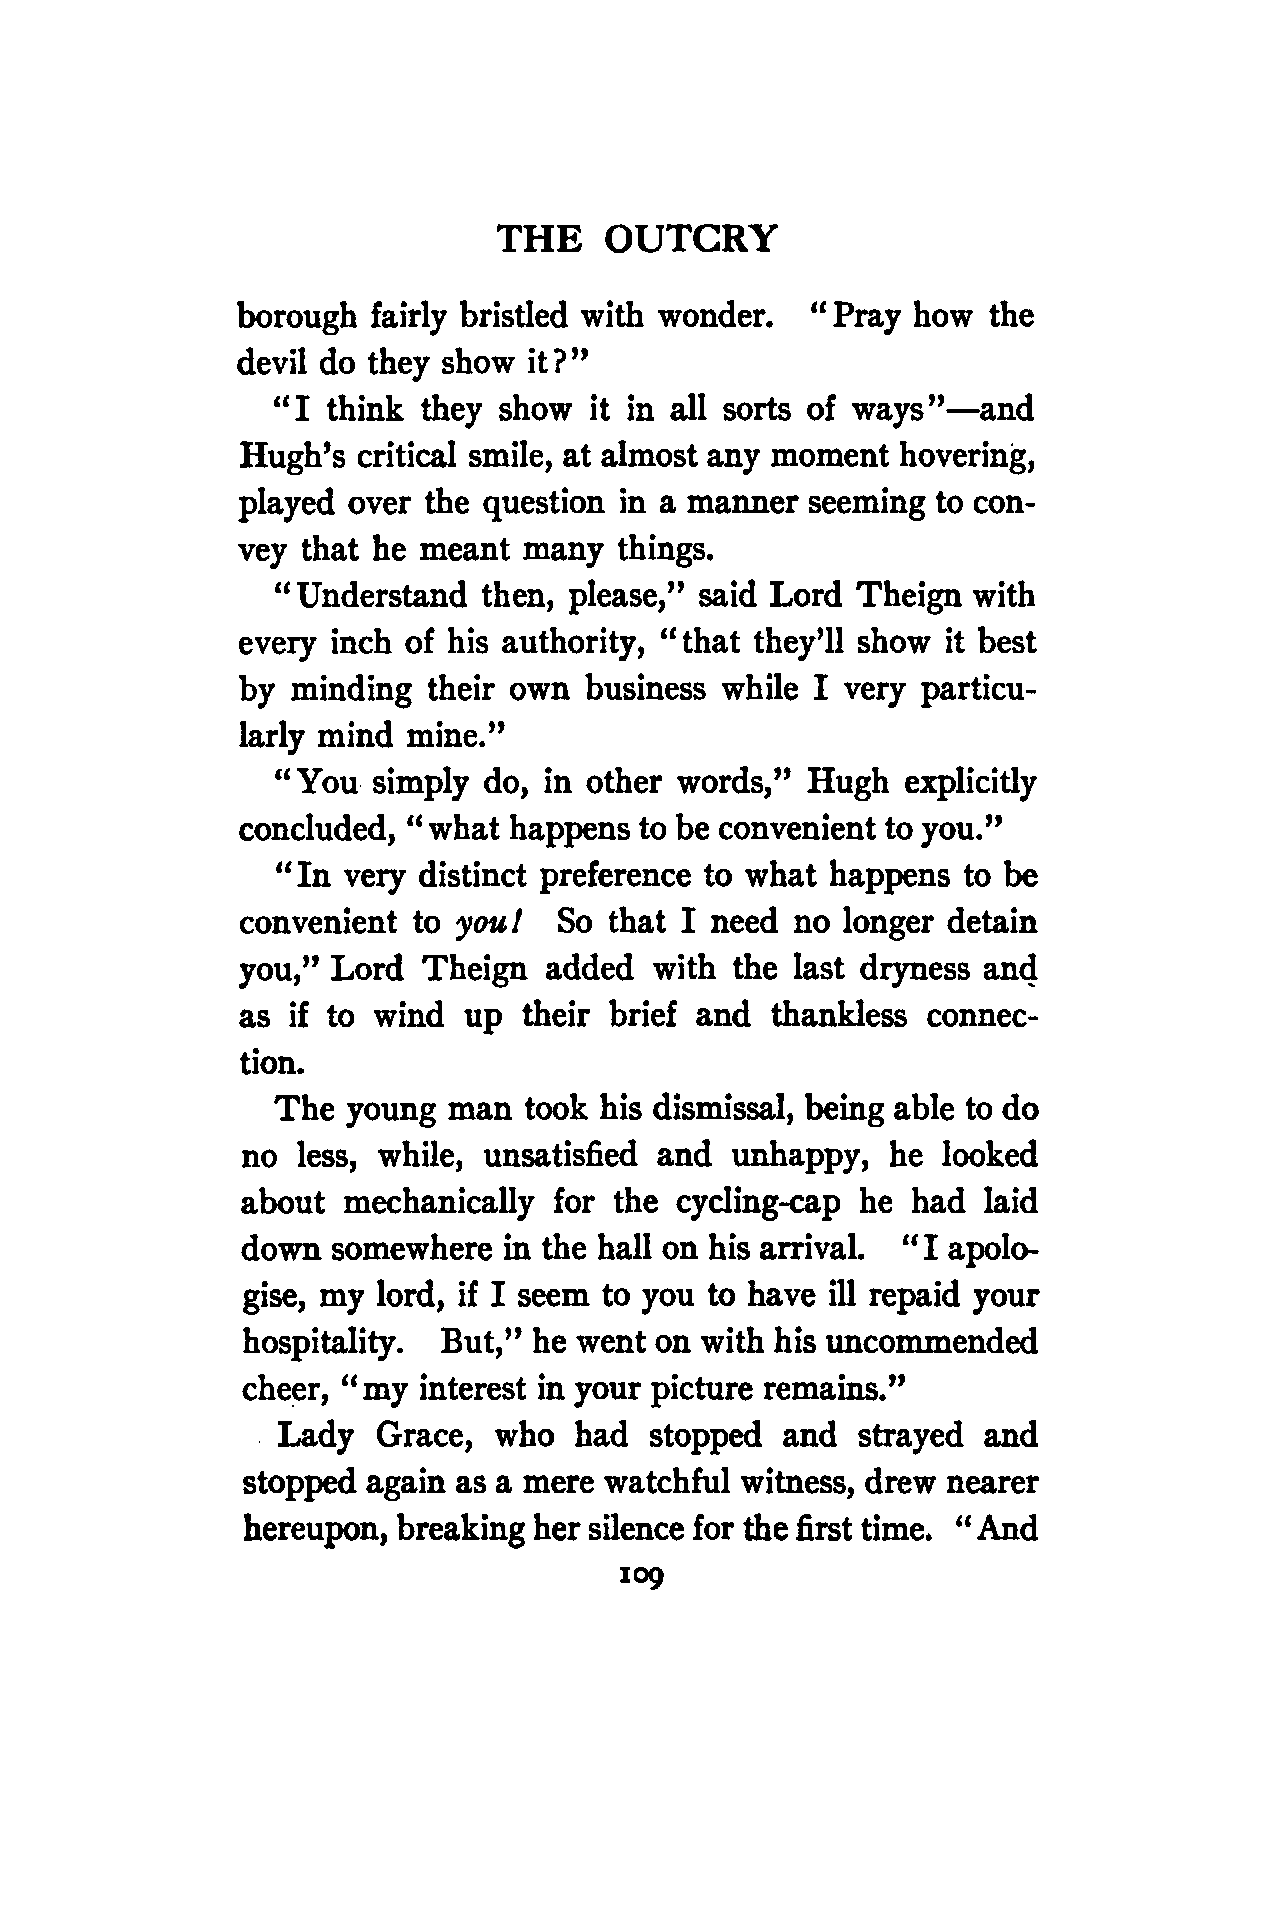 THE OUTCRY
borough fairly bristled with wonder. "Pray how the
devil do they show it?"
"I think they show it in all sorts of ways"—and
Hugh's critical smile, at almost any moment hovering,
played over the question in a manner seeming to con-
vey that he meant many things.
"Understand then, please," said Lord Theign with
every inch of his authority, "that they'll show it best
by minding their own business while I very particu-
larly mind mine."
"You simply do, in other words," Hugh explicitly
concluded, "what happens to be convenient to you."
"In very distinct preference to what happens to be
convenient to you! So that I need no longer detain
you," Lord Theign added with the last dryness and
as if to wind up their brief and thankless connec-
tion.
The young man took his dismissal, being able to do
no less, while, unsatisfied and unhappy, he looked
about mechanically for the cycling-cap he had laid
down somewhere in the hall on his arrival. "I apolo-
gise, my lord, if I seem to you to have ill repaid your
hospitality. But," he went on with his uncommended
cheer, "my interest in your picture remains."
Lady Grace, who had stopped and strayed and
stopped again as a mere watchful witness, drew nearer
hereupon, breaking her silence for the first time. "And
109